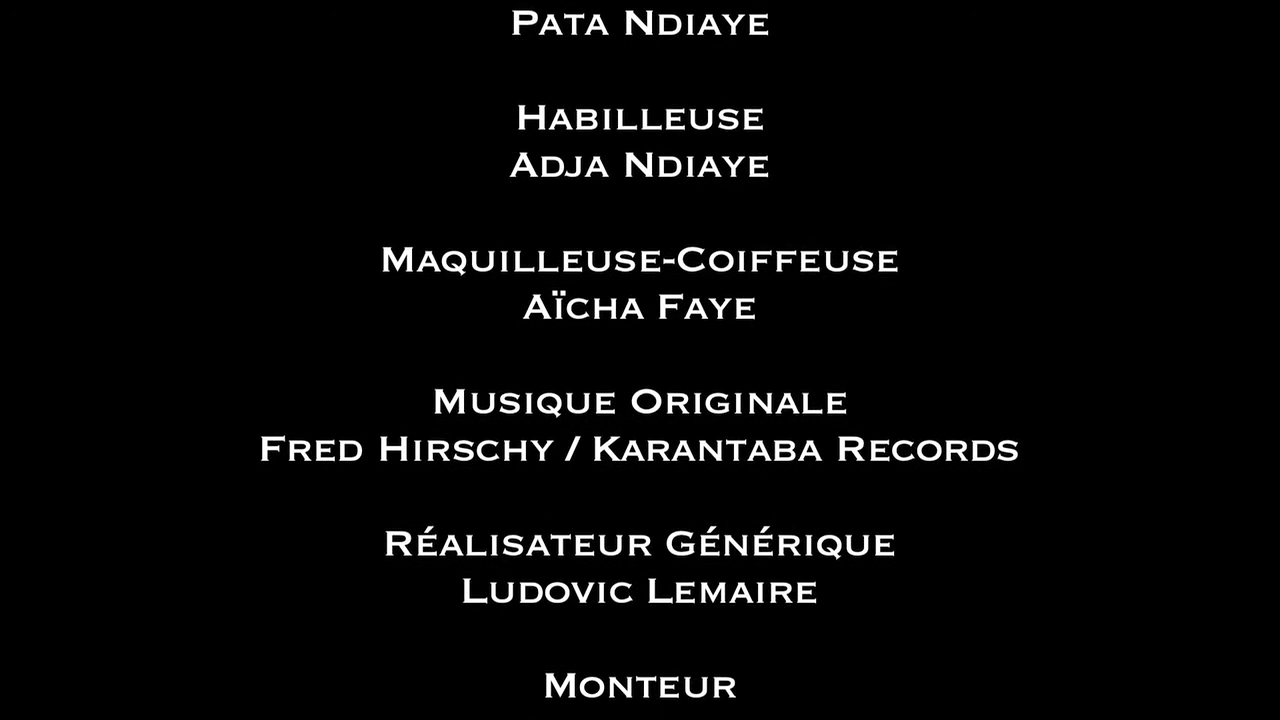 Pata Ndiaye
Habilleuse
Adja Ndiaye
Maquilleuse-Coiffeuse
Aïcha Faye
Musique Originale
Fred Hirschy / Karantaba Records
Réalisateur Générique
Ludovic Lemaire
Monteur